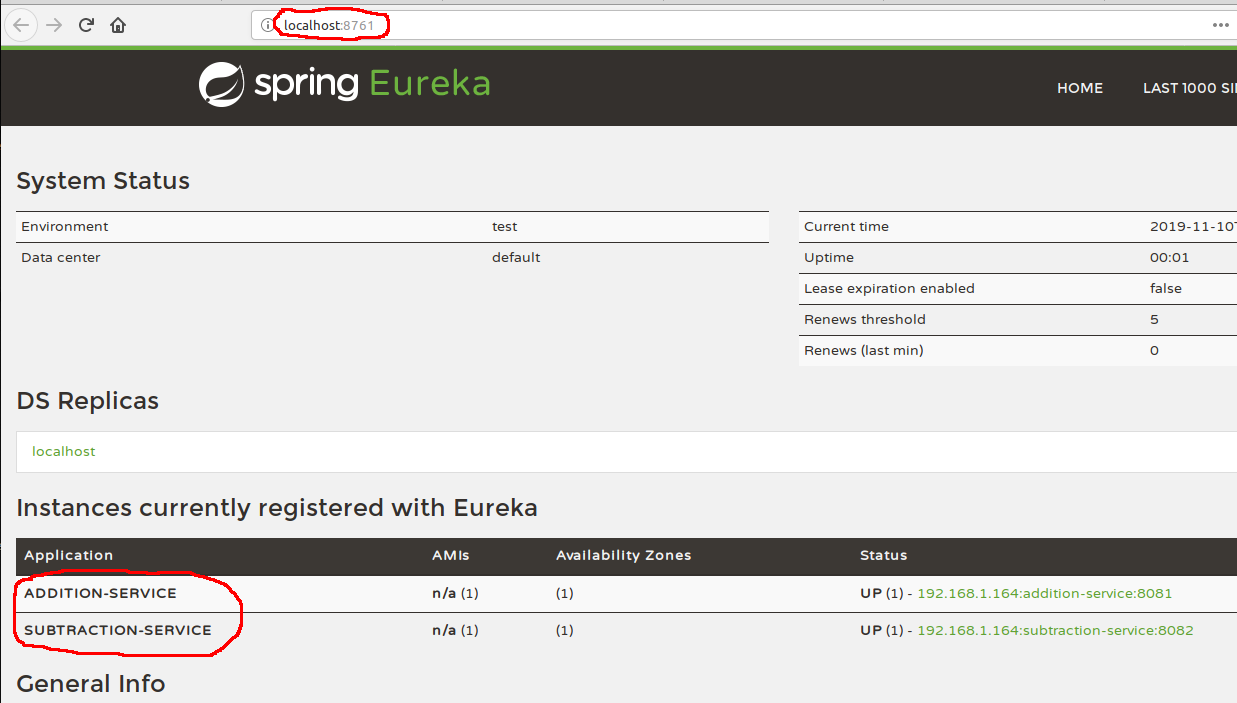 localhost:8761
spring Eureka
HOME LAST 1000 SI
System Status
Environment test
Data center default
Current time 2019-11-10T
Uptime 00:01
Lease expiration enabled false
Renews threshold 5
Renews (last min) 0
DS Replicas
localhost
Instances currently registered with Eureka
Application AMIs Availability Zones Status
ADDITION-SERVICE n/a (1) (1) UP (1) - 192.168.1.164:addition-service:8081
SUBTRACTION-SERVICE n/a (1) (1) UP (1) - 192.168.1.164:subtraction-service:8082
General Info